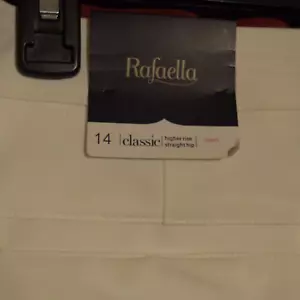 Rafaella
14 classic higher rise
straight hip